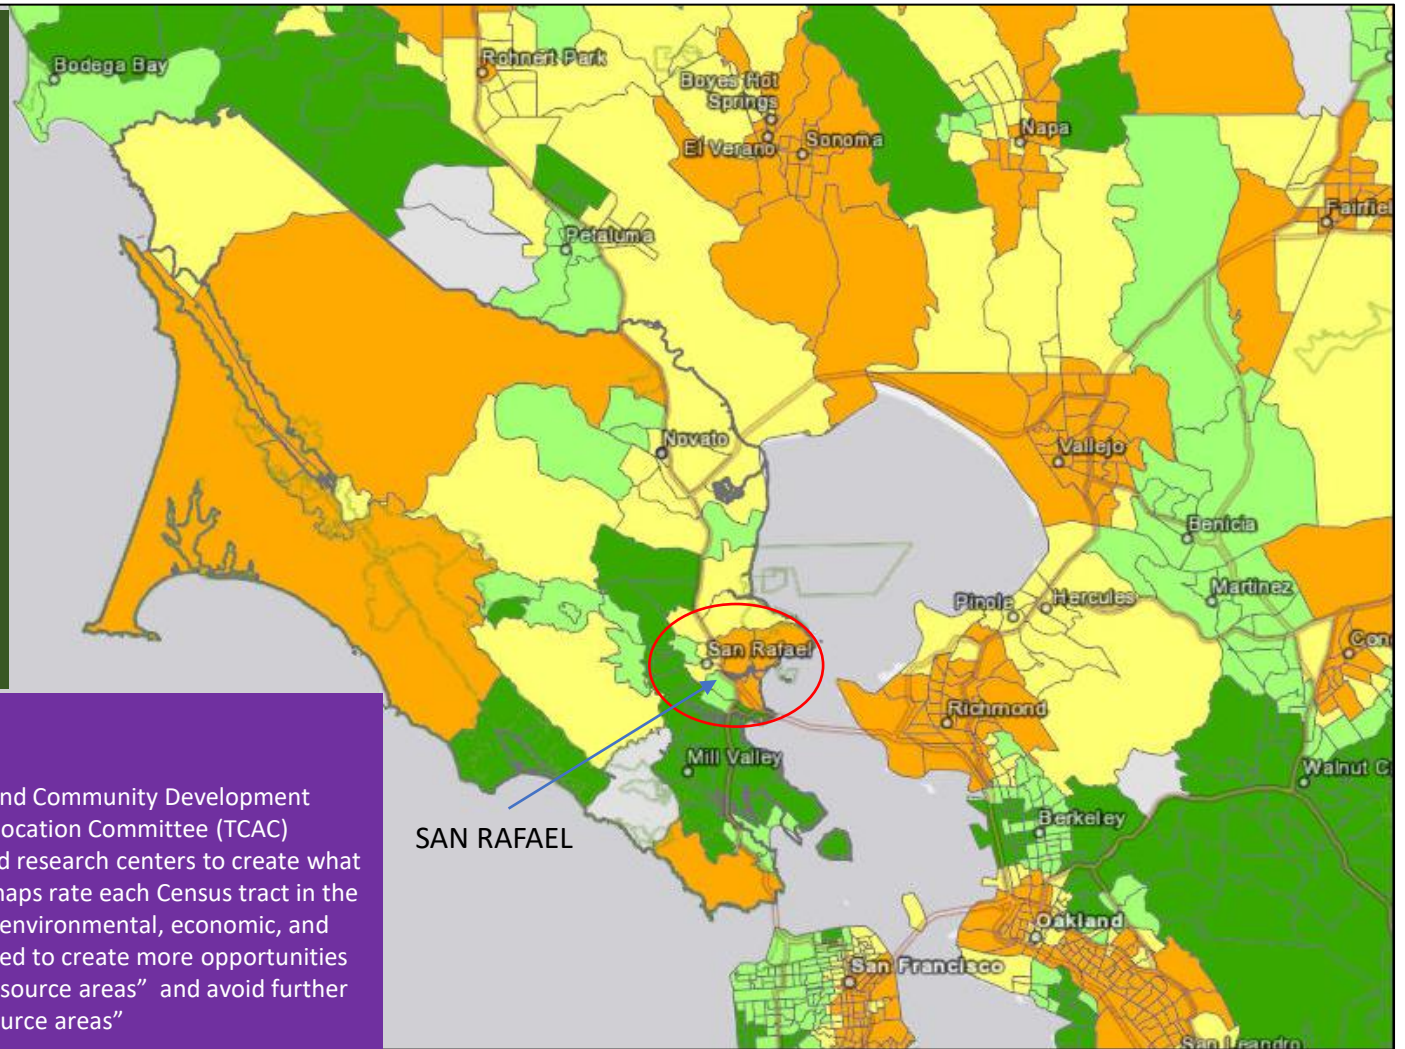 Bodega Bay
Rohnert Park
Boyes Hot
Springs
El Verano
Sonoma
Napa
Fairfiel
Petaluma
Novato
Vallejo
Benicia
Martinez
Pinole
Hercules
Con
San Rafael
Richmond
Mill Valley
Walnut C
Berkeley
SAN RAFAEL
Oakland
San Francisco
San Leandro
nd Community Development
ocation Committee (TCAC)
d research centers to create what
maps rate each Census tract in the
environmental, economic, and
ed to create more opportunities
source areas” and avoid further
urce areas”